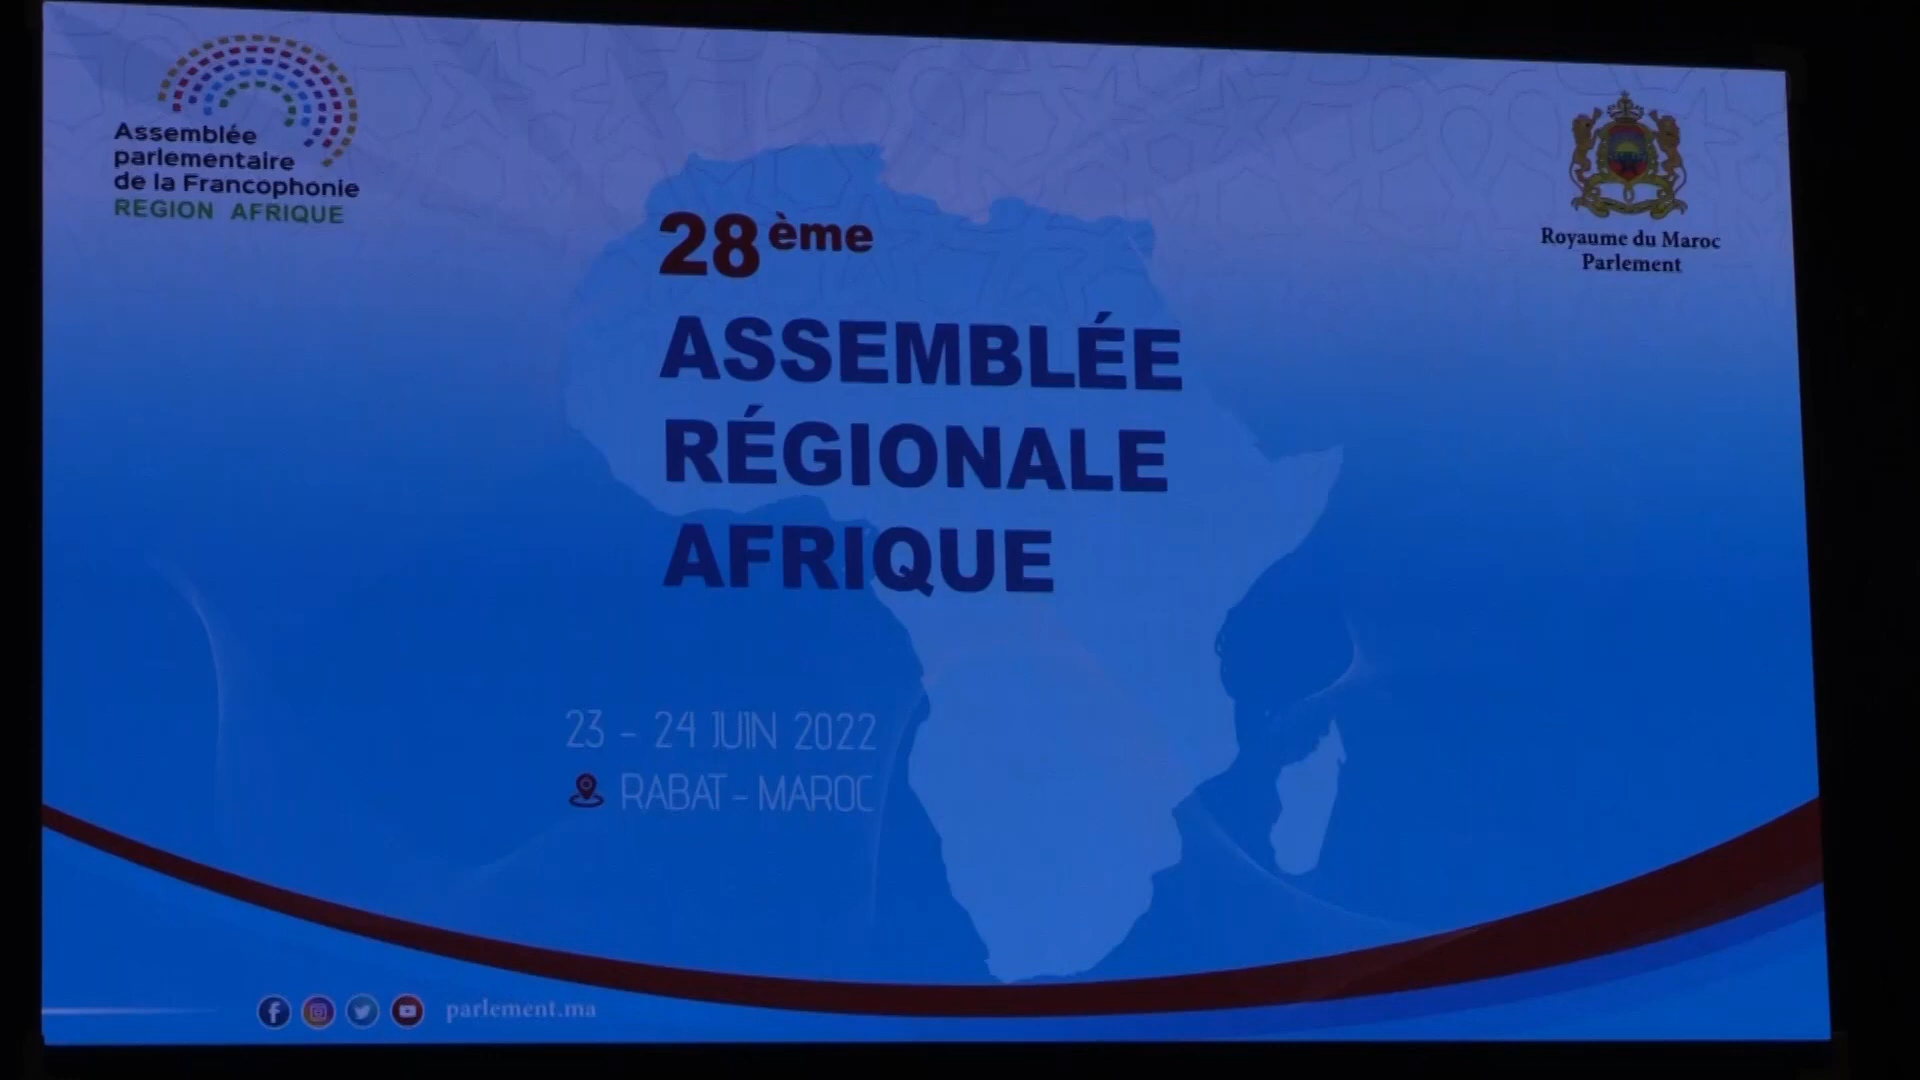 Assemblée
parlementaire
de la Francophonie
REGION AFRIQUE
Royaume du Maroc
Parlement
28ème
ASSEMBLÉE
RÉGIONALE
AFRIQUE
23 - 24 JUIN 2022
RABAT - MAROC
parlement.ma